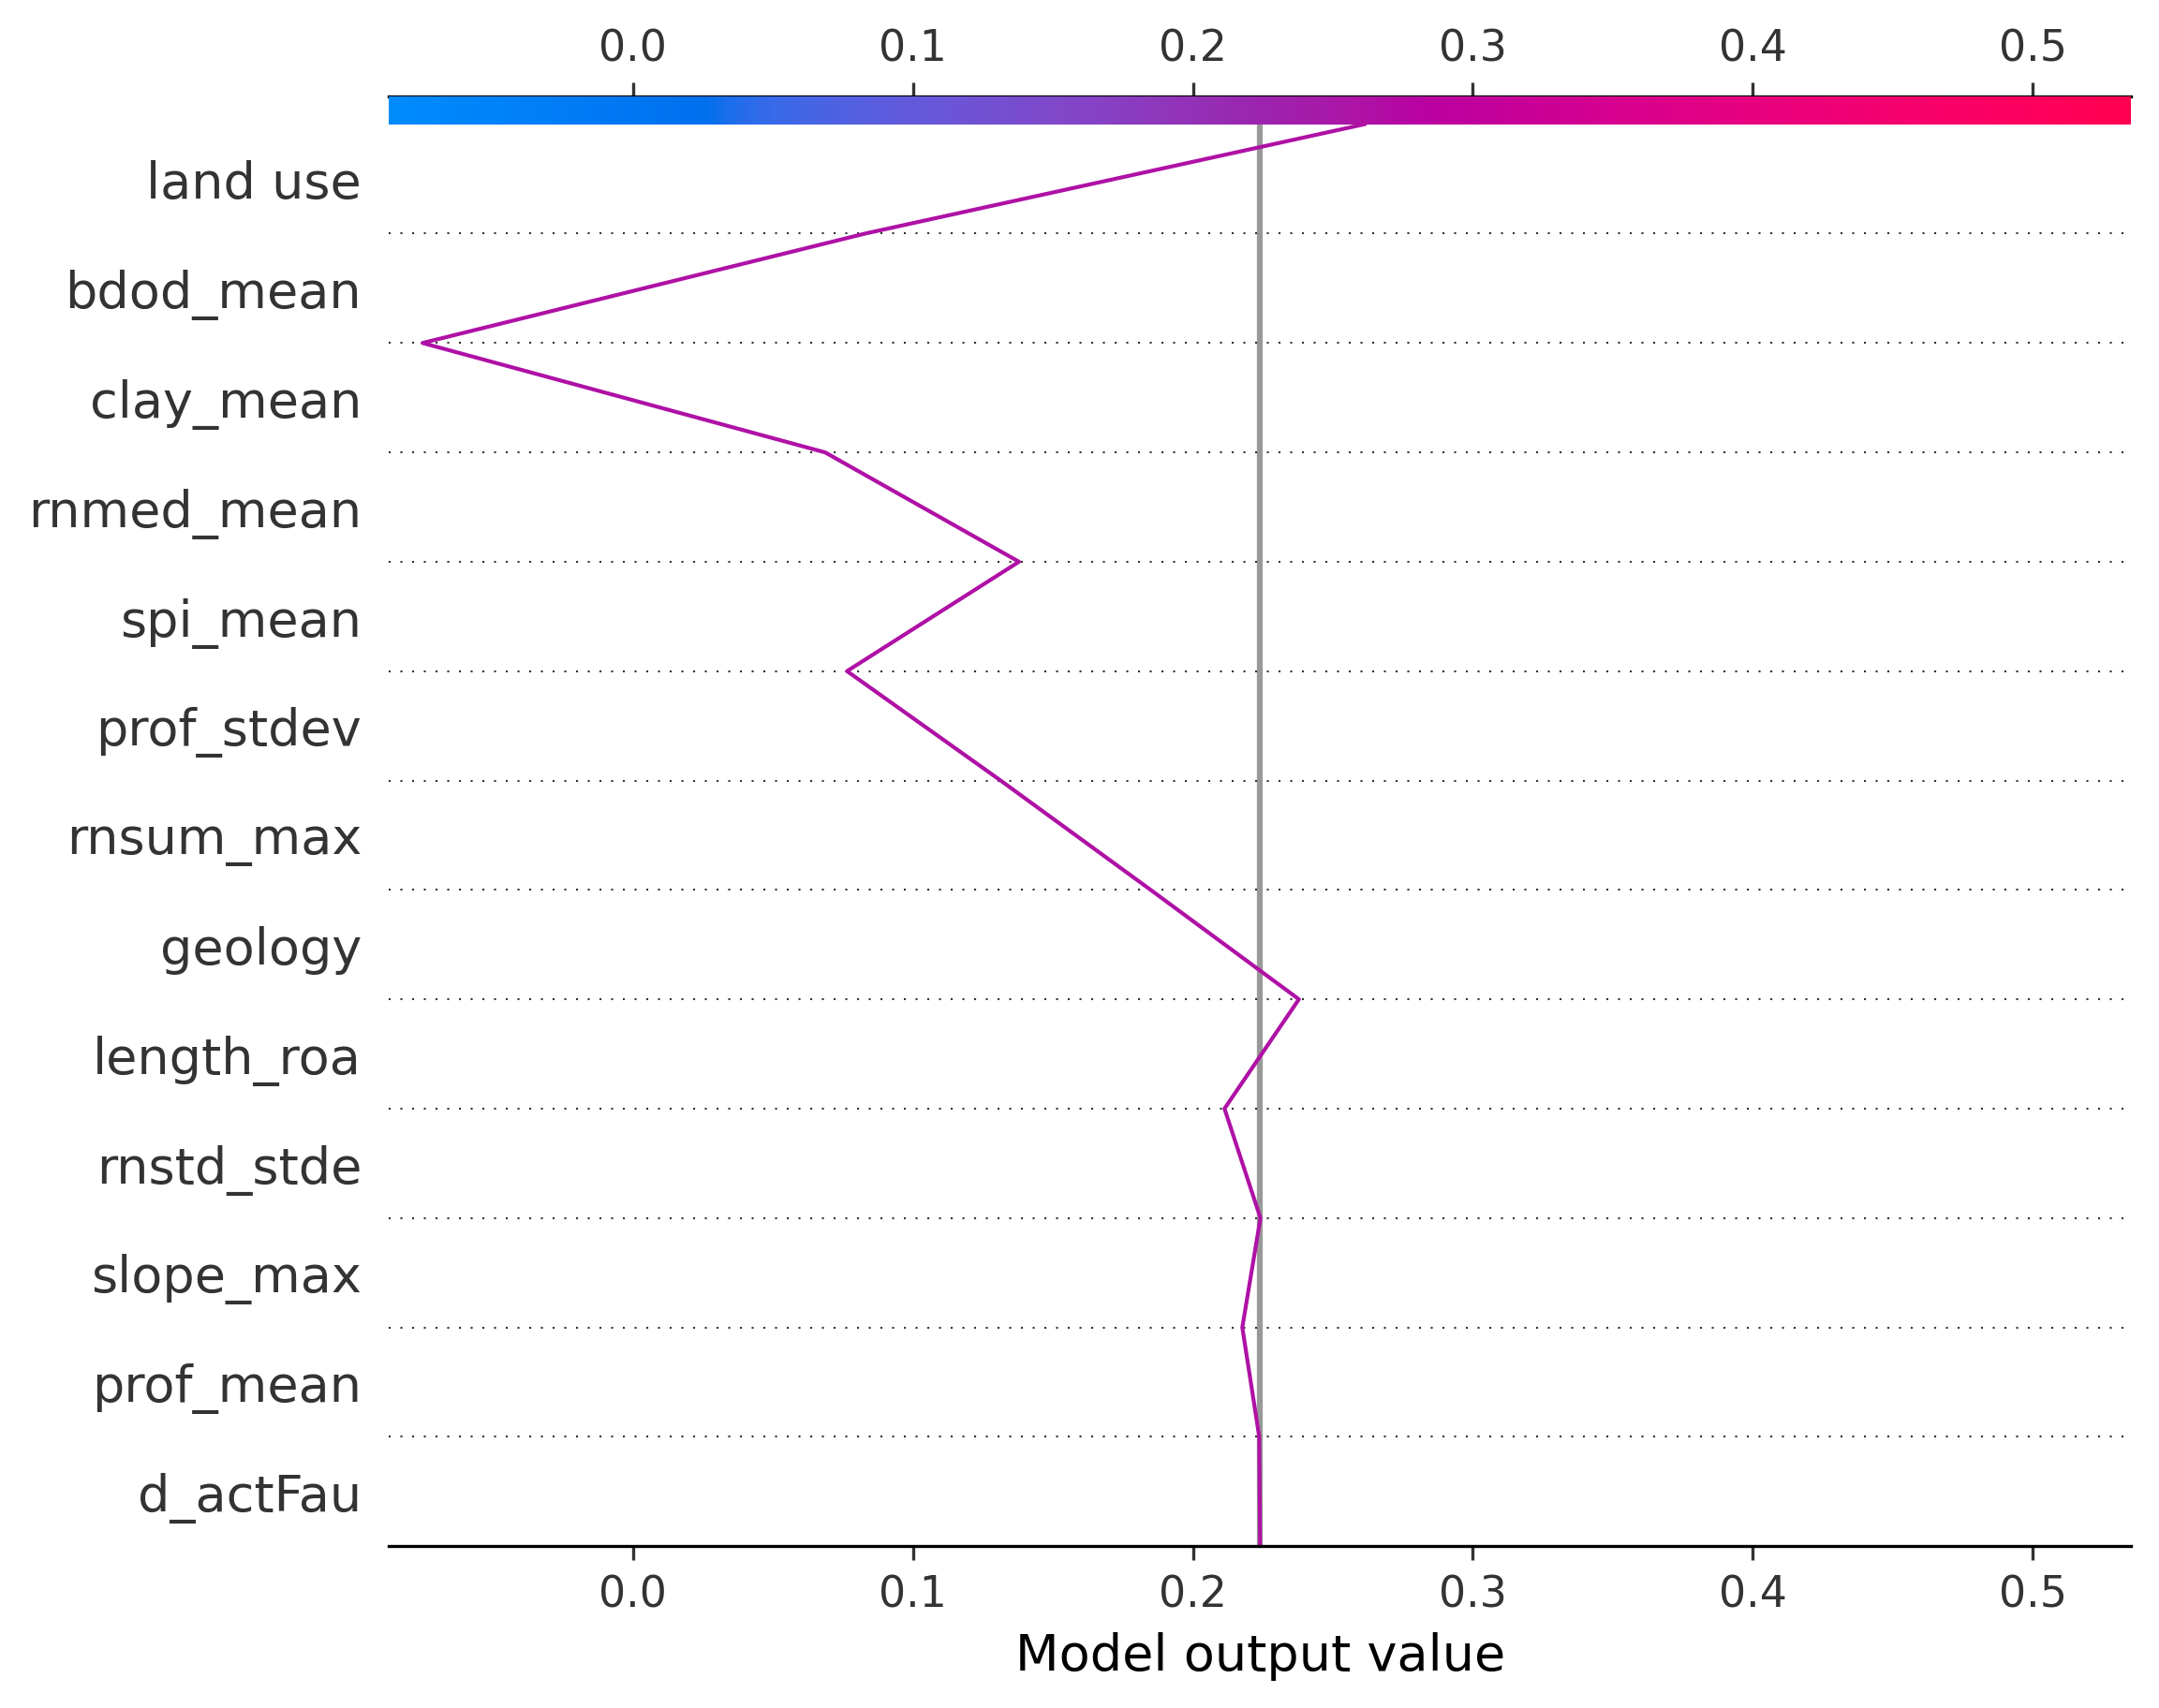 0.0 0.1 0.2 0.3 0.4 0.5
land use
bdod_mean
clay_mean
rnmed_mean
spi_mean
prof_stdev
rnsum_max
geology
length_roa
rnstd_stde
slope_max
prof_mean
d_actFau
0.0 0.1 0.2 0.3 0.4 0.5
Model output value